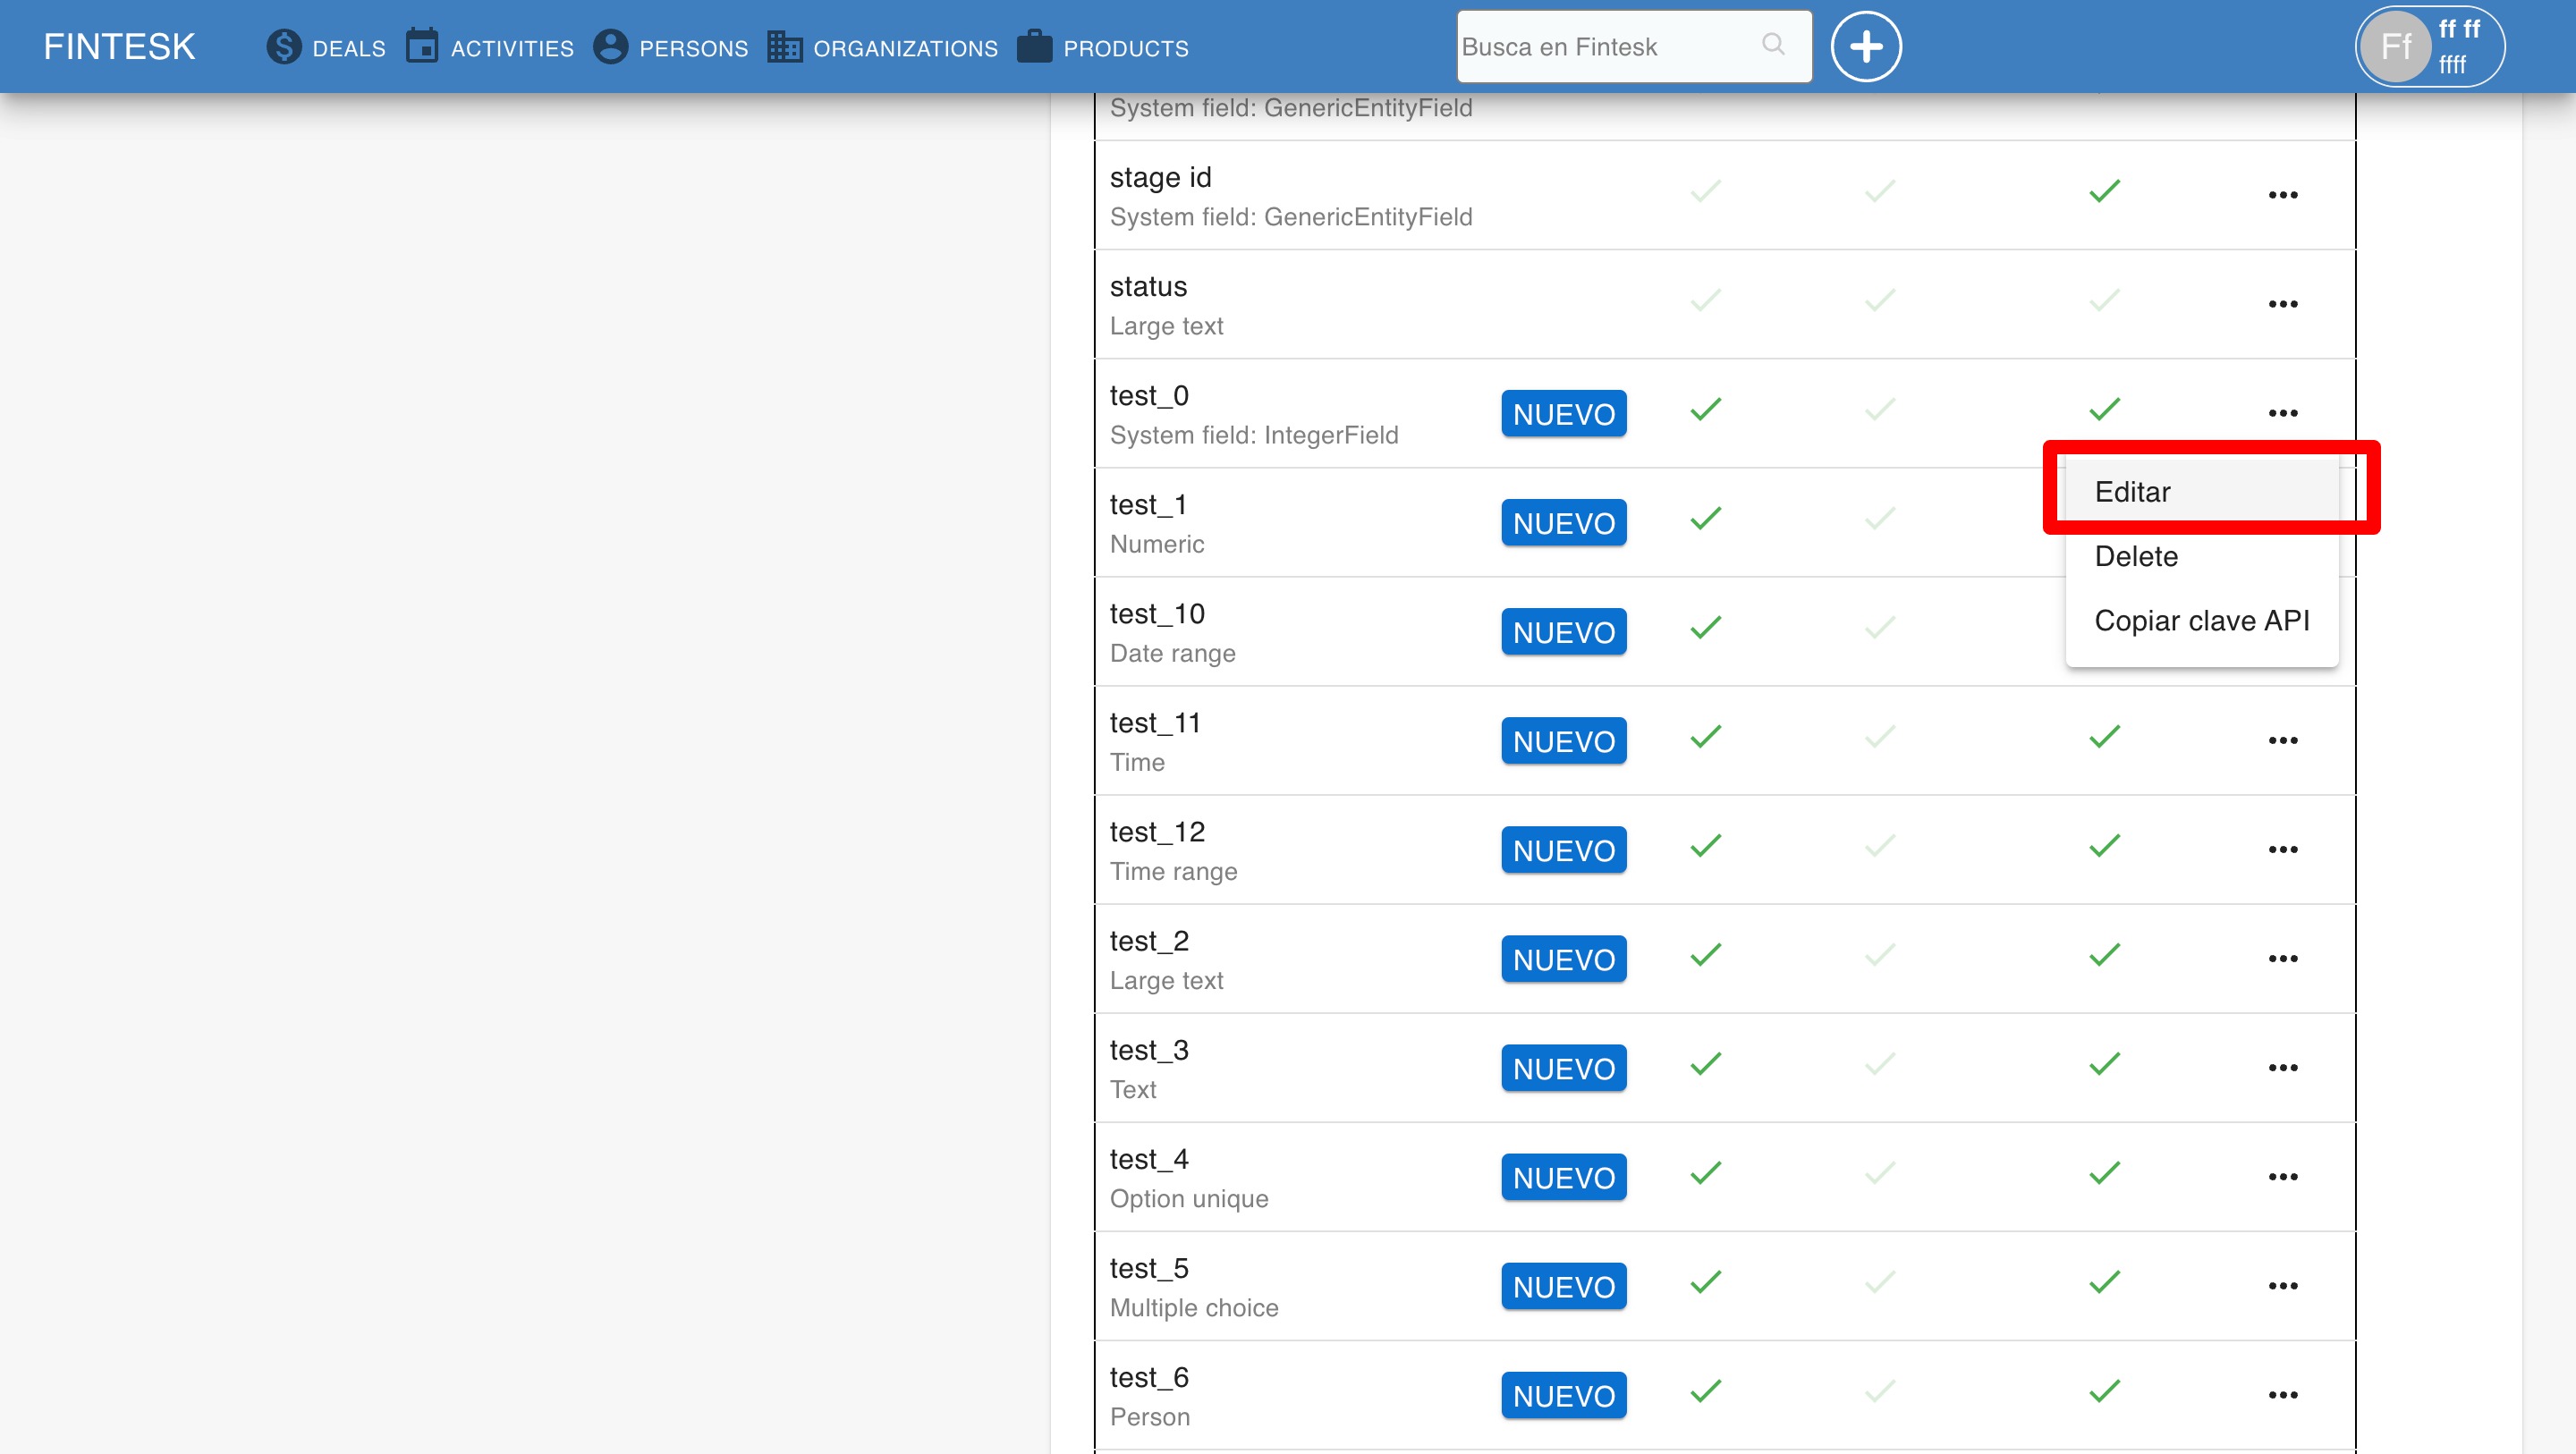 FINTESK DEALS ACTIVITIES PERSONS ORGANIZATIONS PRODUCTS Busca en Fintesk Ff ff ff
ffff
System field: GenericEntityField
stage id
System field: GenericEntityField
status
Large text
test_0 NUEVO
System field: IntegerField
Editar
test_1 NUEVO
Numeric
Delete
test_10 NUEVO
Copiar clave API
Date range
test_11 NUEVO
Time
test_12 NUEVO
Time range
test_2 NUEVO
Large text
test_3 NUEVO
Text
test_4 NUEVO
Option unique
test_5 NUEVO
Multiple choice
test_6 NUEVO
Person